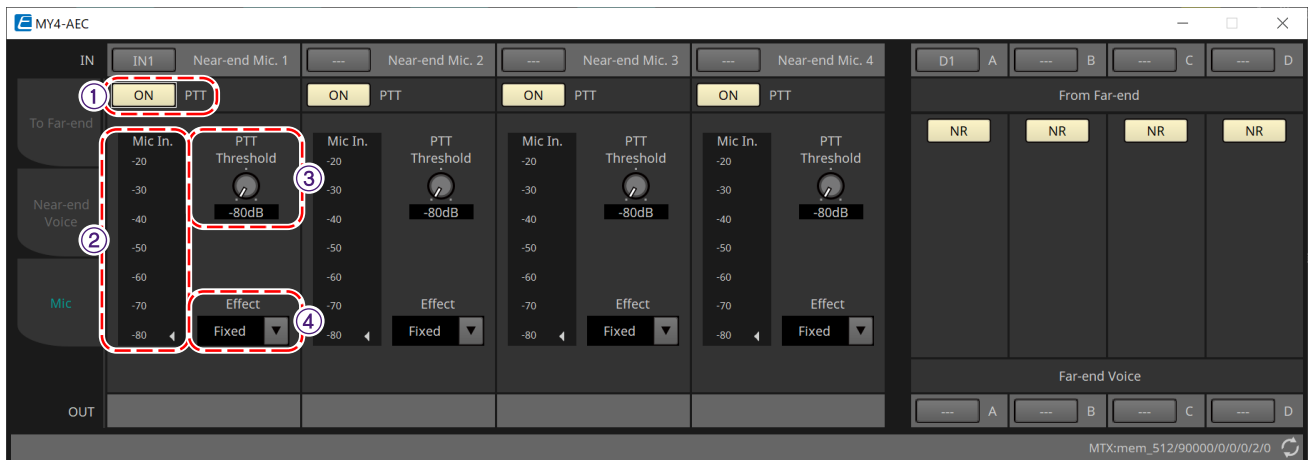 MY4-AEC
IN IN1 Near-end Mic. 1 --- Near-end Mic. 2 --- Near-end Mic. 3 --- Near-end Mic. 4 D1 A --- B --- C --- D
1 ON PTT ON PTT ON PTT ON PTT From Far-end
To Far-end
NR NR NR NR
Mic In. PTT Mic In. PTT Mic In. PTT Mic In. PTT
-20 Threshold -20 Threshold -20 Threshold -20 Threshold
-30 3 -30 -30 -30
Near-end
Voice
-40 -80dB -40 -80dB -40 -80dB -40 -80dB
2
-50 -50 -50 -50
-60 -60 -60 -60
Mic
-70 Effect -70 Effect -70 Effect -70 Effect
4
-80 Fixed -80 Fixed -80 Fixed -80 Fixed
Far-end Voice
OUT --- A --- B --- C --- D
MTX:mem_512/90000/0/0/0/2/0